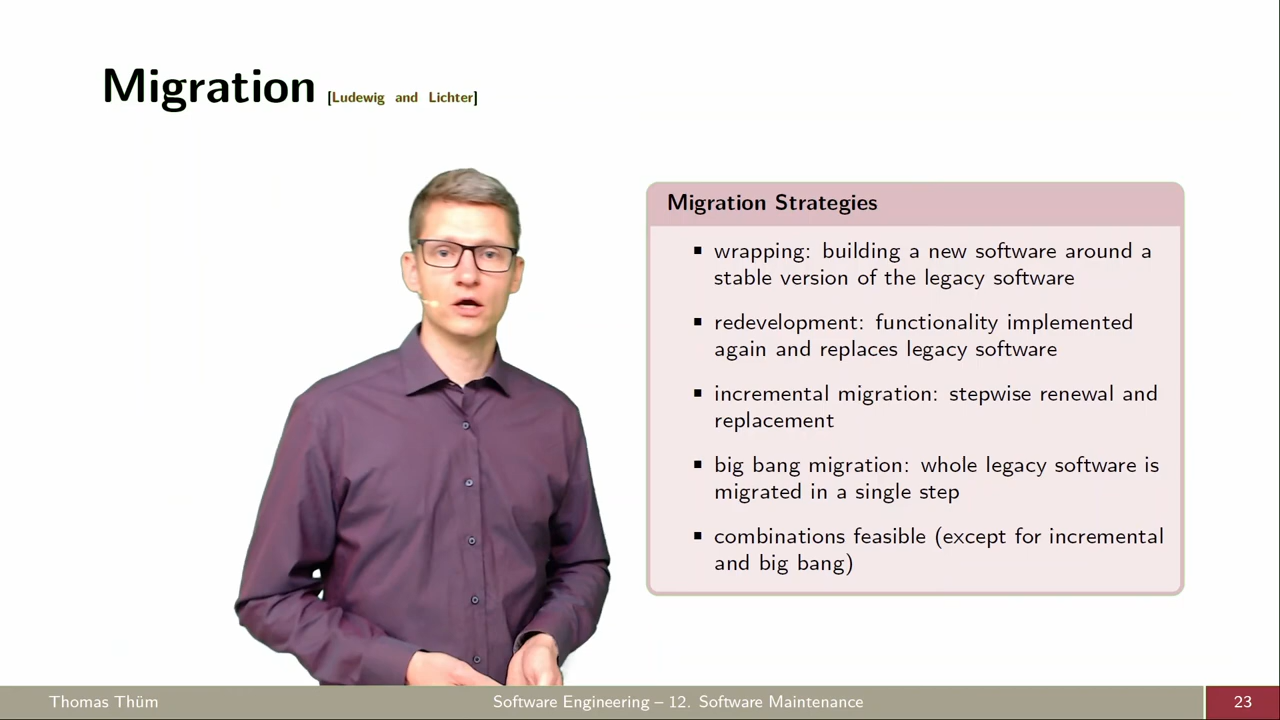 Migration [Ludewig and Lichter]
Migration Strategies
▪ wrapping: building a new software around a
stable version of the legacy software
▪ redevelopment: functionality implemented
again and replaces legacy software
▪ incremental migration: stepwise renewal and
replacement
▪ big bang migration: whole legacy software is
migrated in a single step
▪ combinations feasible (except for incremental
and big bang)
Thomas Thüm
Software Engineering – 12. Software Maintenance
23